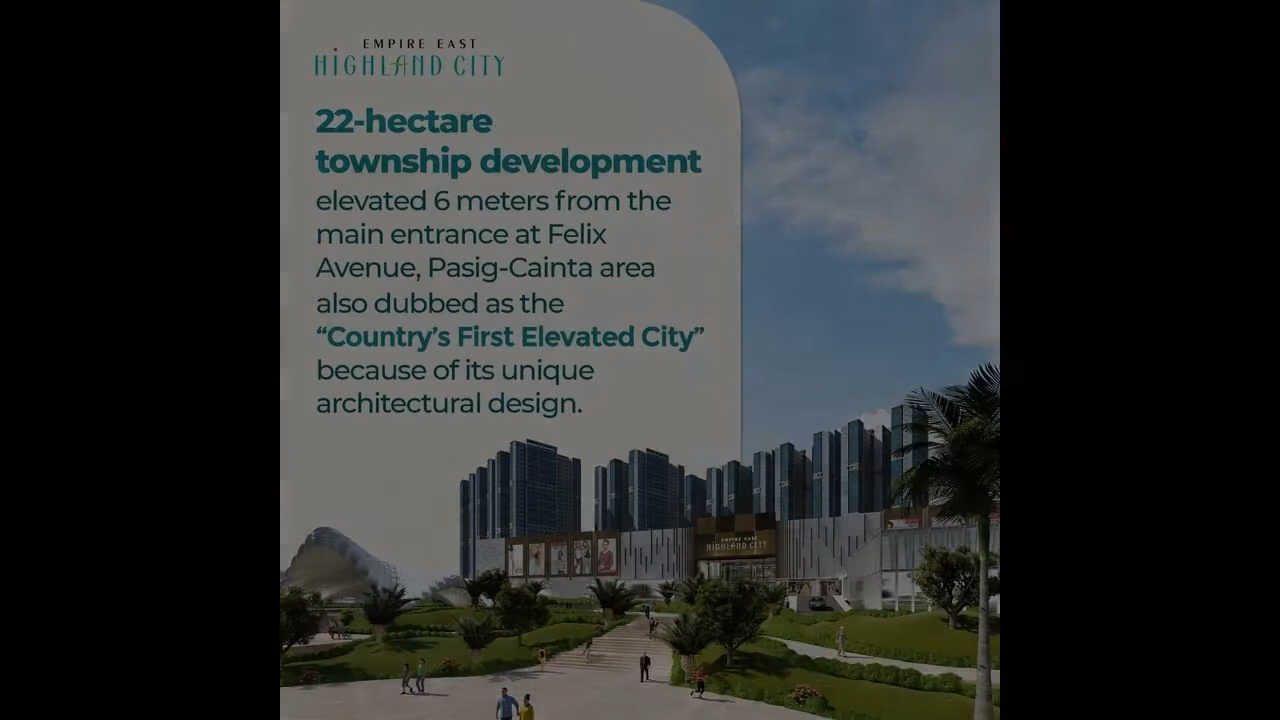 EMPIRE EAST
HIGHLAND CITY
22-hectare
township development
elevated 6 meters from the
main entrance at Felix
Avenue, Pasig-Cainta area
also dubbed as the
“Country’s First Elevated City”
because of its unique
architectural design.
EMPIRE EAST
HIGHLAND CITY